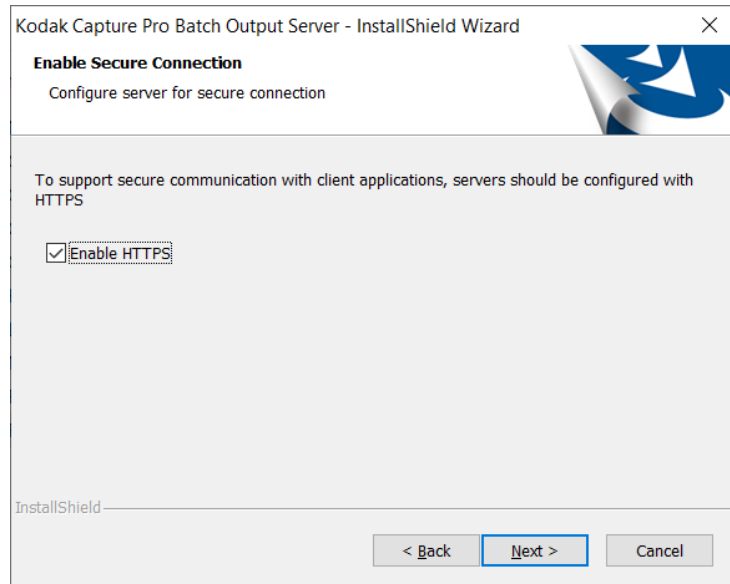 Kodak Capture Pro Batch Output Server - InstallShield Wizard
Enable Secure Connection
Configure server for secure connection
To support secure communication with client applications, servers should be configured with
HTTPS
Enable HTTPS
InstallShield
< Back
Next >
Cancel